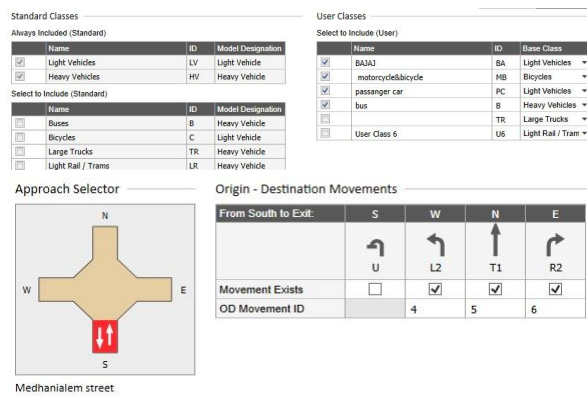 Standard Classes
Always Included (Standard)
Name ID Model Designation
Light Vehicles LV Light Vehicle
Heavy Vehicles HV Heavy Vehicle
Select to Include (Standard)
Name ID Model Designation
Buses B Heavy Vehicle
Bicycles C Light Vehicle
Large Trucks TR Heavy Vehicle
Light Rail / Trams LR Heavy Vehicle
User Classes
Select to Include (User)
Name ID Base Class
BAJAJ BA Light Vehicles
motorcycle&bicycle MB Bicycles
passanger car PC Light Vehicles
bus B Heavy Vehicles
TR Large Trucks
User Class 6 U6 Light Rail / Tram
Approach Selector
N
W E
S
Medhanialem street
Origin - Destination Movements
From South to Exit: S W N E
U L2 T1 R2
Movement Exists
OD Movement ID 4 5 6